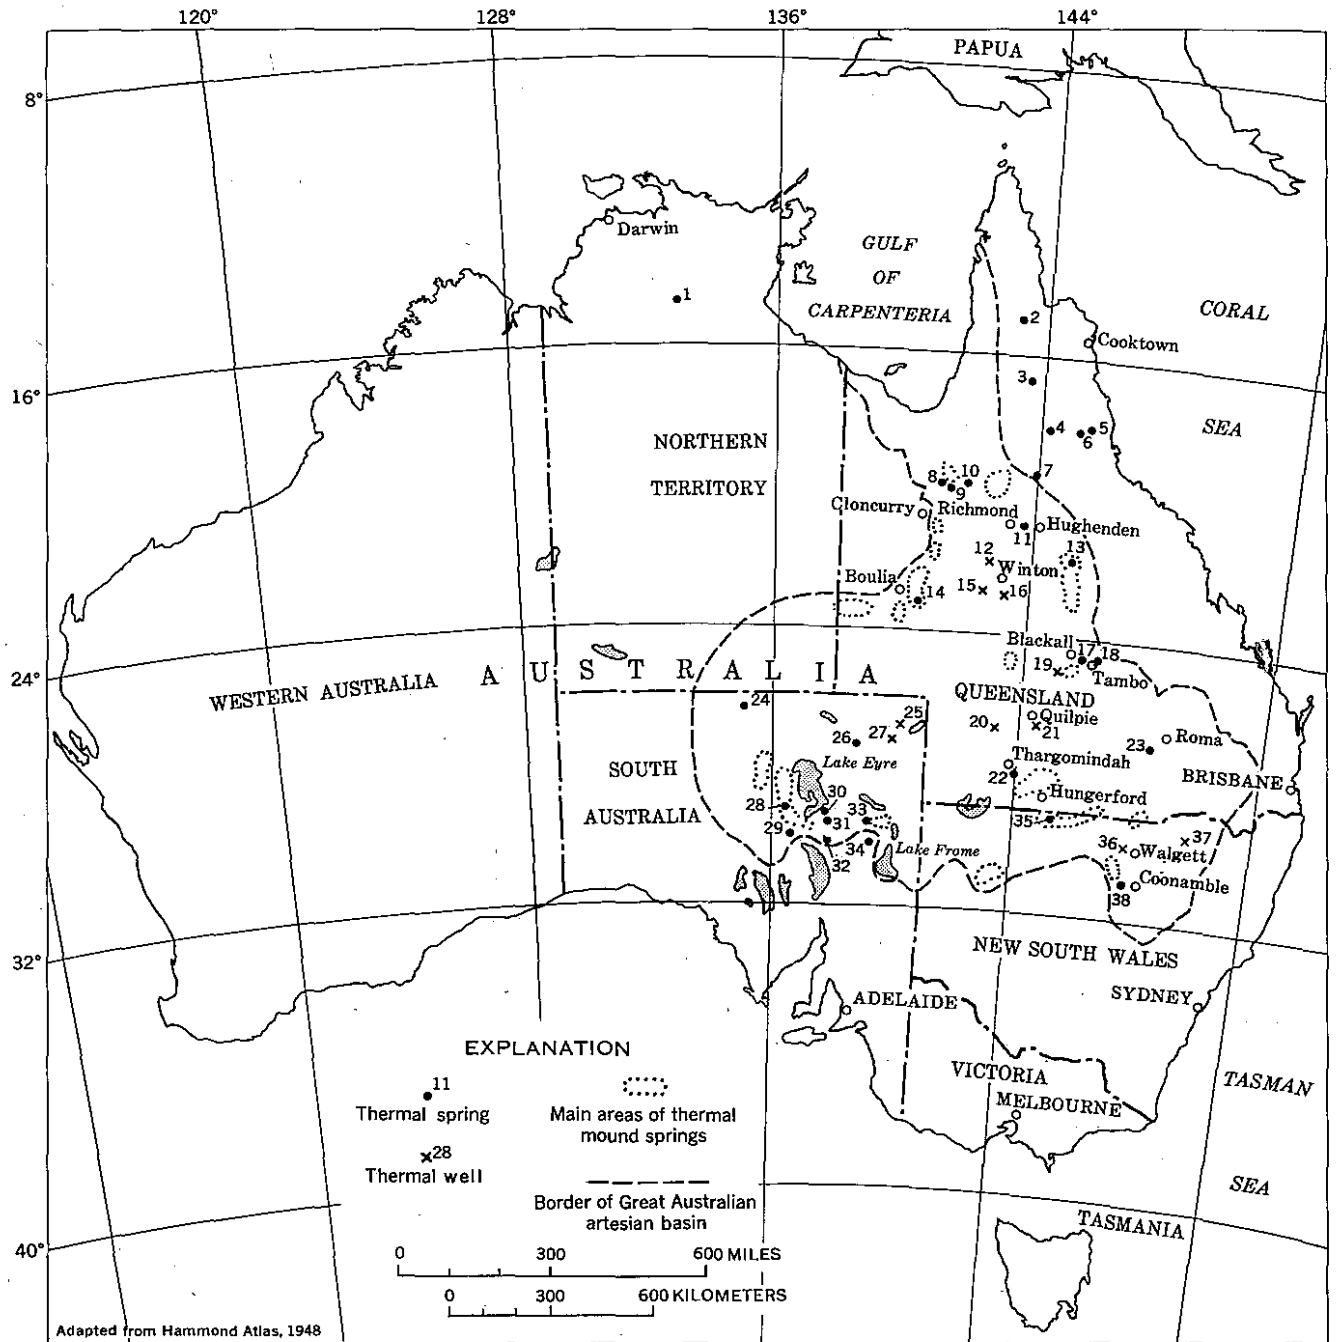 120°
128°
136°
144°
PAPUA
8°
Darwin
GULF
OF
CARPENTERIA
1
2
CORAL
Cooktown
3
16°
4
5
6
SEA
NORTHERN
TERRITORY
7
8
10
9
Cloncurry
Richmond
11
Hughenden
12
13
Winton
Boulia
14
15
16
Blackall
17
18
19
Tambo
24°
WESTERN AUSTRALIA
AUSTRALIA
QUEENSLAND
24
25
20
Quilpie
21
26
27
23
Roma
Lake Eyre
Thargomindah
SOUTH
AUSTRALIA
22
BRISBANE
Hungerford
28
30
33
29
31
35
34
Lake Frome
32
36
Walgett
37
Coonamble
38
32°
NEW SOUTH WALES
SYDNEY
ADELAIDE
EXPLANATION
11
Thermal spring
28
Thermal well
Main areas of thermal
mound springs
Border of Great Australian
artesian basin
VICTORIA
MELBOURNE
TASMAN
SEA
TASMANIA
40°
0 300 600 MILES
0 300 600 KILOMETERS
Adapted from Hammond Atlas, 1948